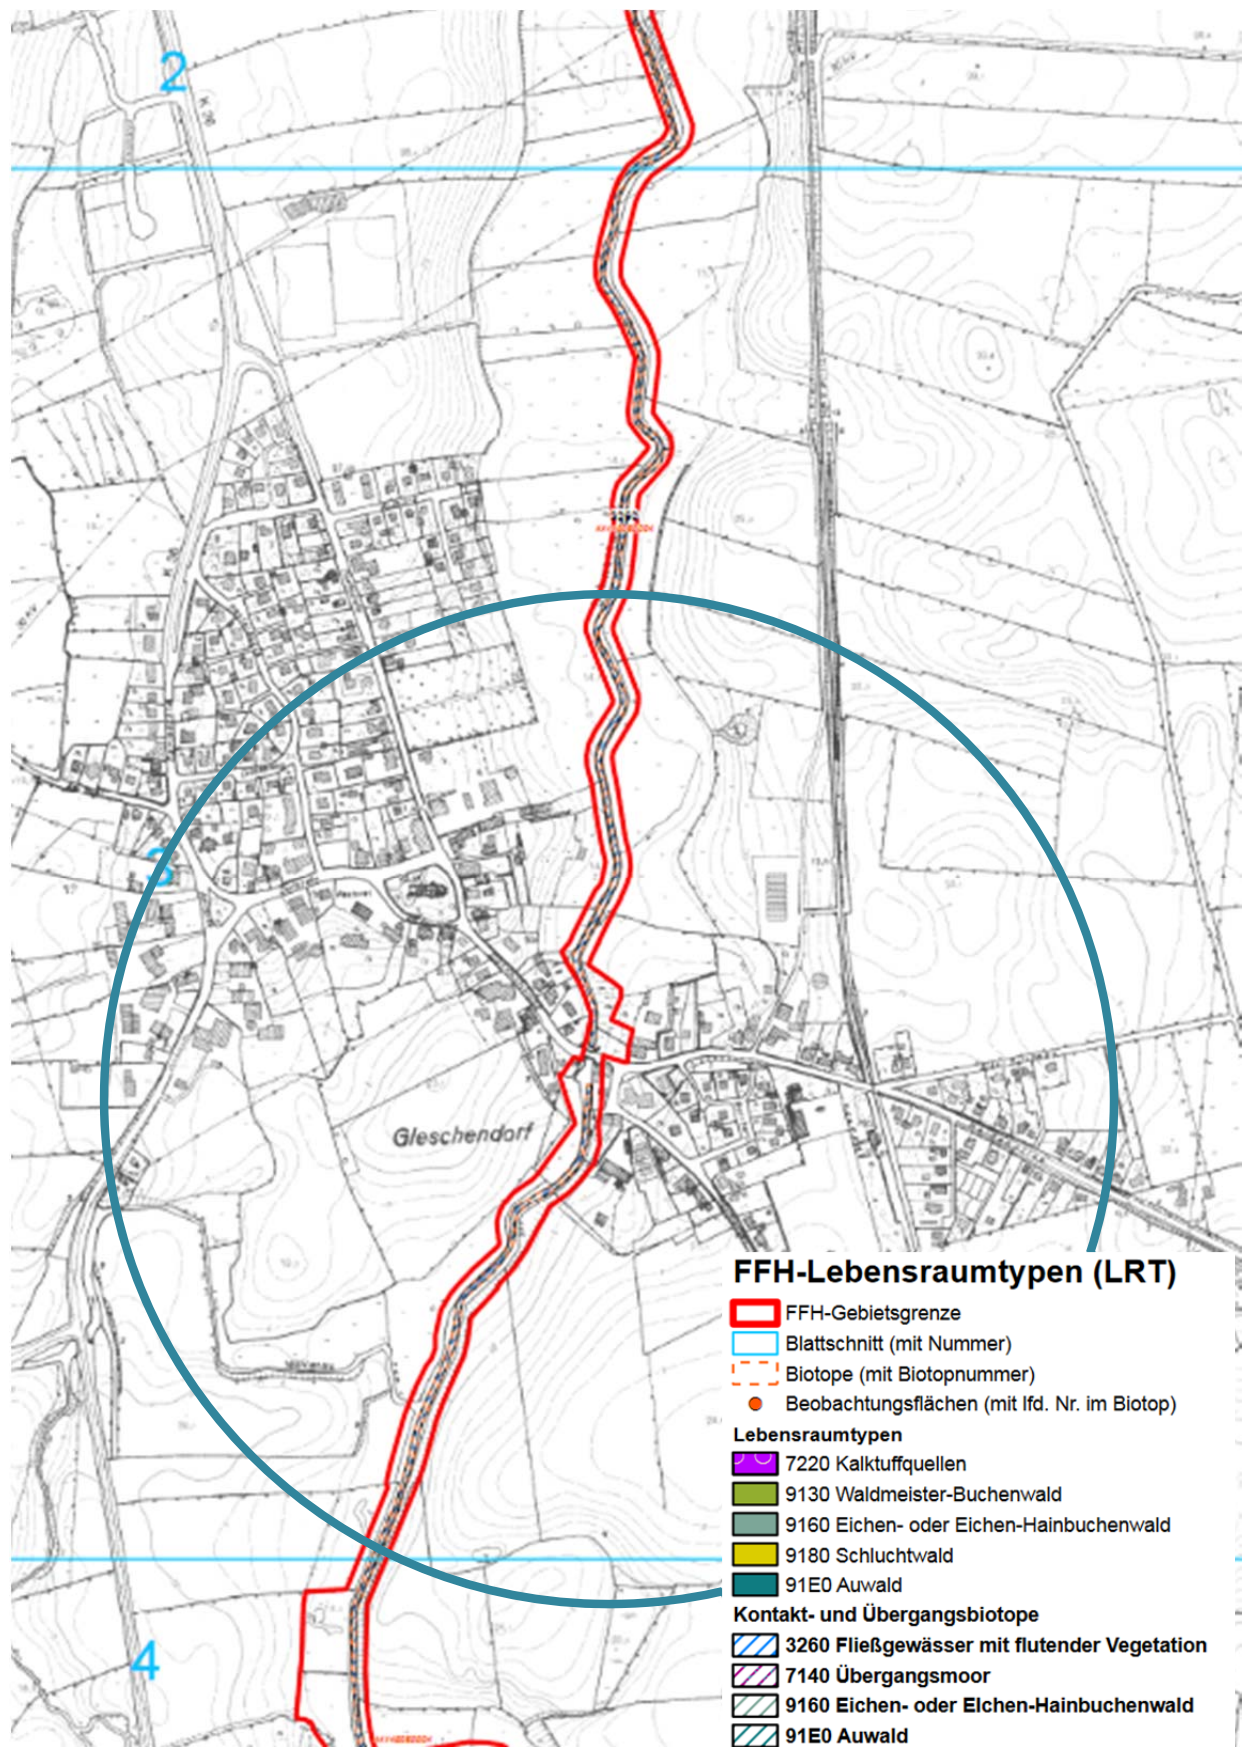 2
K 26
3
Gleschendorf
4
FFH-Lebensraumtypen (LRT)
FFH-Gebietsgrenze
Blattschnitt (mit Nummer)
Biotope (mit Biotopnummer)
Beobachtungsflächen (mit lfd. Nr. im Biotop)
Lebensraumtypen
7220 Kalktuffquellen
9130 Waldmeister-Buchenwald
9160 Eichen- oder Eichen-Hainbuchenwald
9180 Schluchtwald
91E0 Auwald
Kontakt- und Übergangsbiotope
3260 Fließgewässer mit flutender Vegetation
7140 Übergangsmoor
9160 Eichen- oder EIchen-Hainbuchenwald
91E0 Auwald